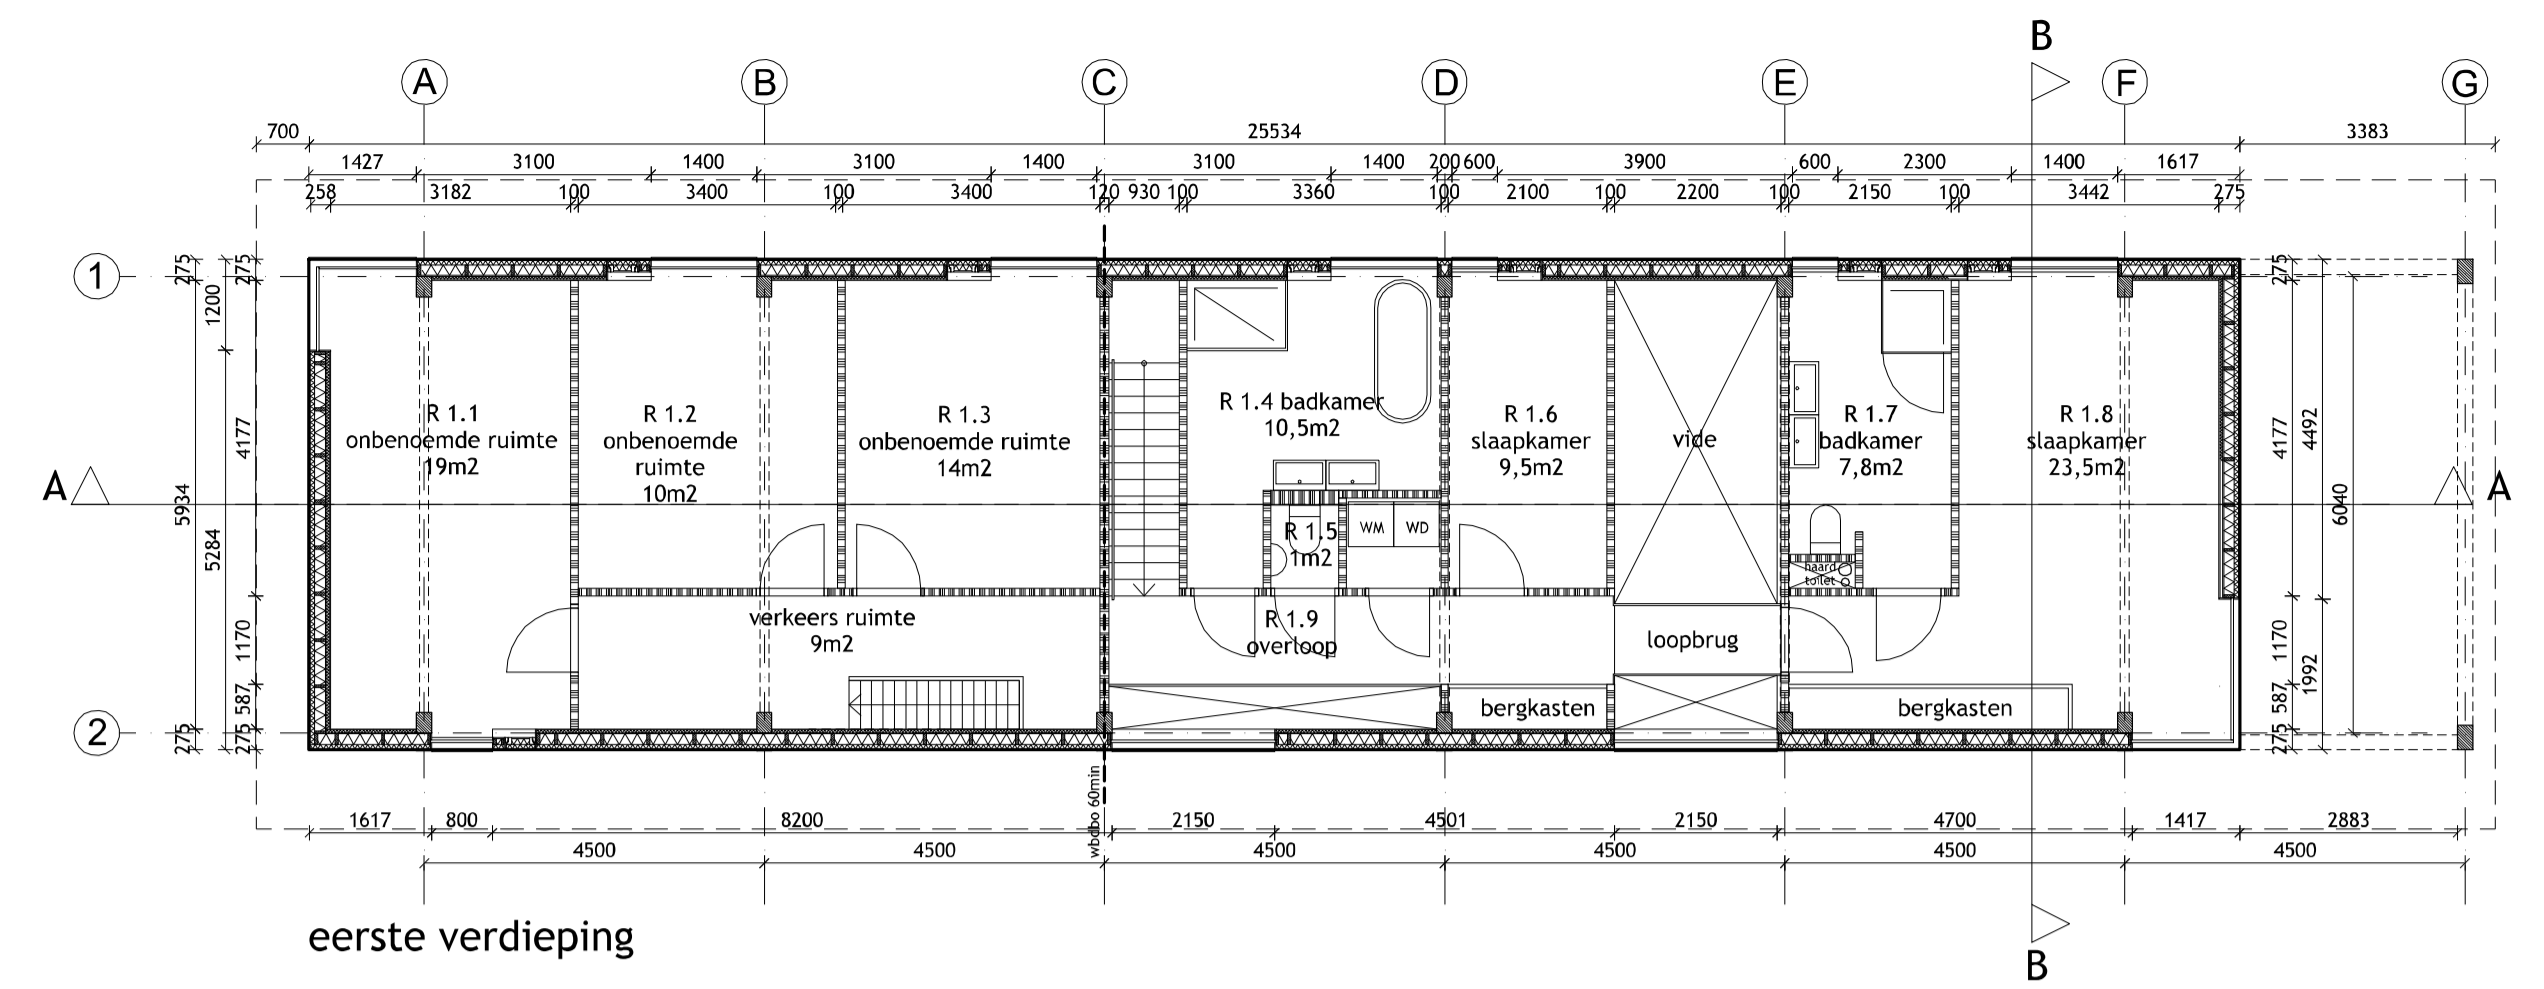 B
A B C D E F G
700 25534 3383
1427 3100 1400 3100 1400 3100 1400 200 600 3900 600 2300 1400 1617
258 3182 100 3400 100 3400 120 930 100 3360 100 2100 100 2200 100 2150 100 3442 275
1
2
275 5934 275
1200 5284
275 4177 1170 587 275
A
A
R 1.1
onbenoemde ruimte
19m2
R 1.2
onbenoemde
ruimte
10m2
R 1.3
onbenoemde ruimte
14m2
R 1.4 badkamer
10,5m2
R 1.5
1m2
WM WD
R 1.6
slaapkamer
9,5m2
vide
R 1.7
badkamer
7,8m2
haard
toilet
R 1.8
slaapkamer
23,5m2
verkeers ruimte
9m2
R 1.9
overloop
loopbrug
bergkasten
bergkasten
275 4177 1170 587 275
4492 1992
6040
wbdbo 60min
1617 800 8200 2150 4501 2150 4700 1417 2883
4500 4500 4500 4500 4500 4500
eerste verdieping
B